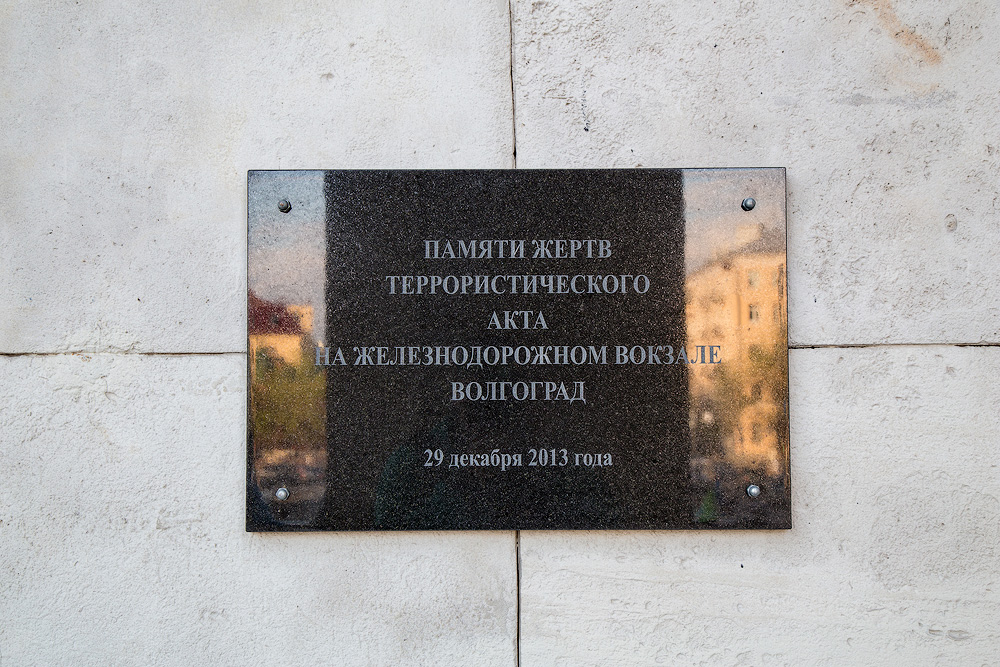 ПАМЯТИ ЖЕРТВ
ТЕРРОРИСТИЧЕСКОГО
АКТА
НА ЖЕЛЕЗНОДОРОЖНОМ ВОКЗАЛЕ
ВОЛГОГРАД
29 декабря 2013 года